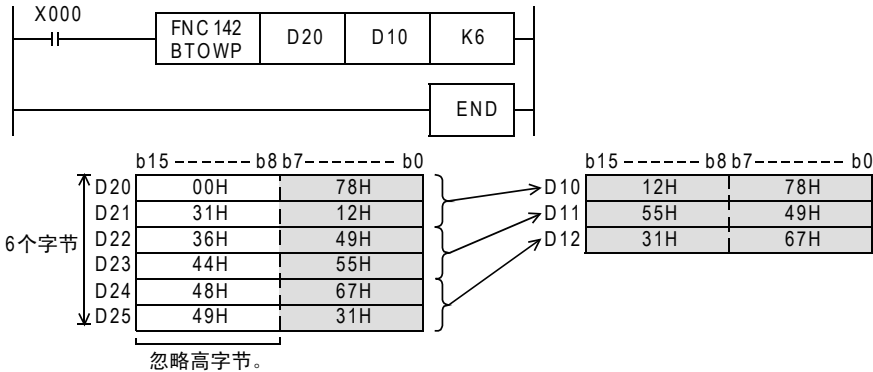 X000
FNC 142
BTOWP D20 D10 K6
END
b15 ------ b8 b7 ------- b0 b15 ------ b8 b7 ------- b0
D20 00H 78H D10 12H 78H
D21 31H 12H D11 55H 49H
6个字节 D22 36H 49H D12 31H 67H
D23 44H 55H
D24 48H 67H
D25 49H 31H
忽略高字节。